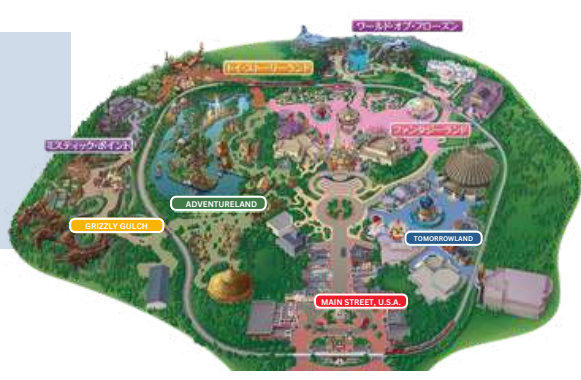 ワールド・オブ・フローズン
トイ・ストーリーランド
ファンタジーランド
ミスティック・ポイント
ADVENTURELAND
GRIZZLY GULCH
TOMORROWLAND
MAIN STREET, U.S.A.